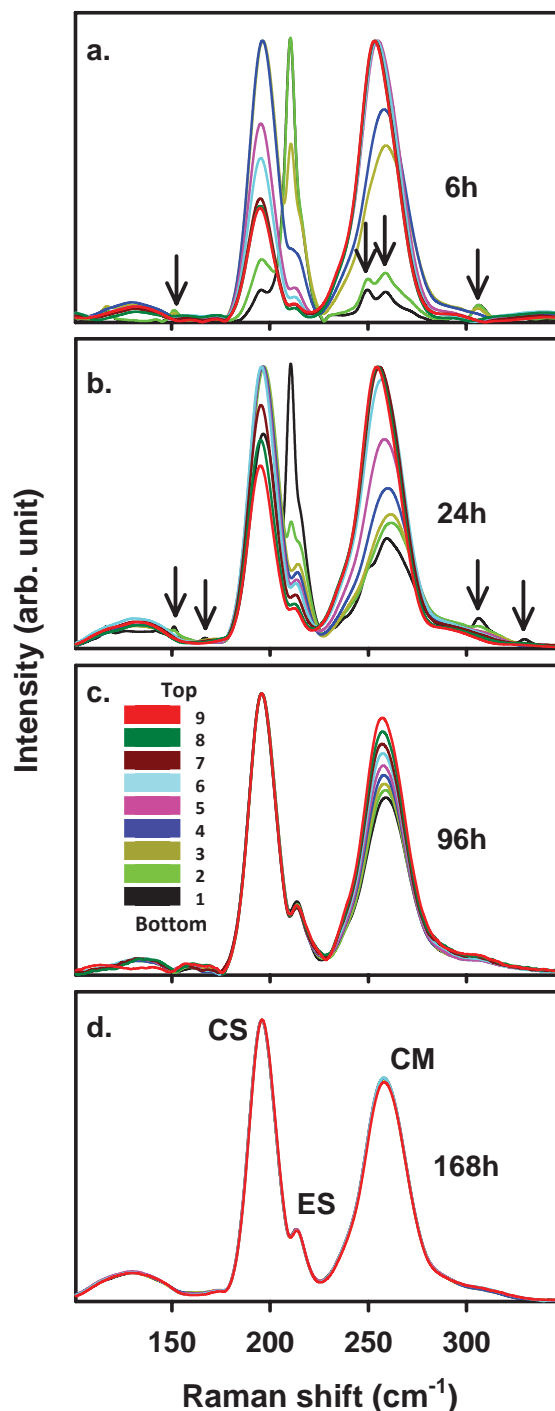 a.
6h
b.
24h
c.
Top
9
8
7
6
5
4
3
2
1
Bottom
96h
d.
CS
CM
ES
168h
150 200 250 300
Raman shift (cm-1)
Intensity (arb. unit)